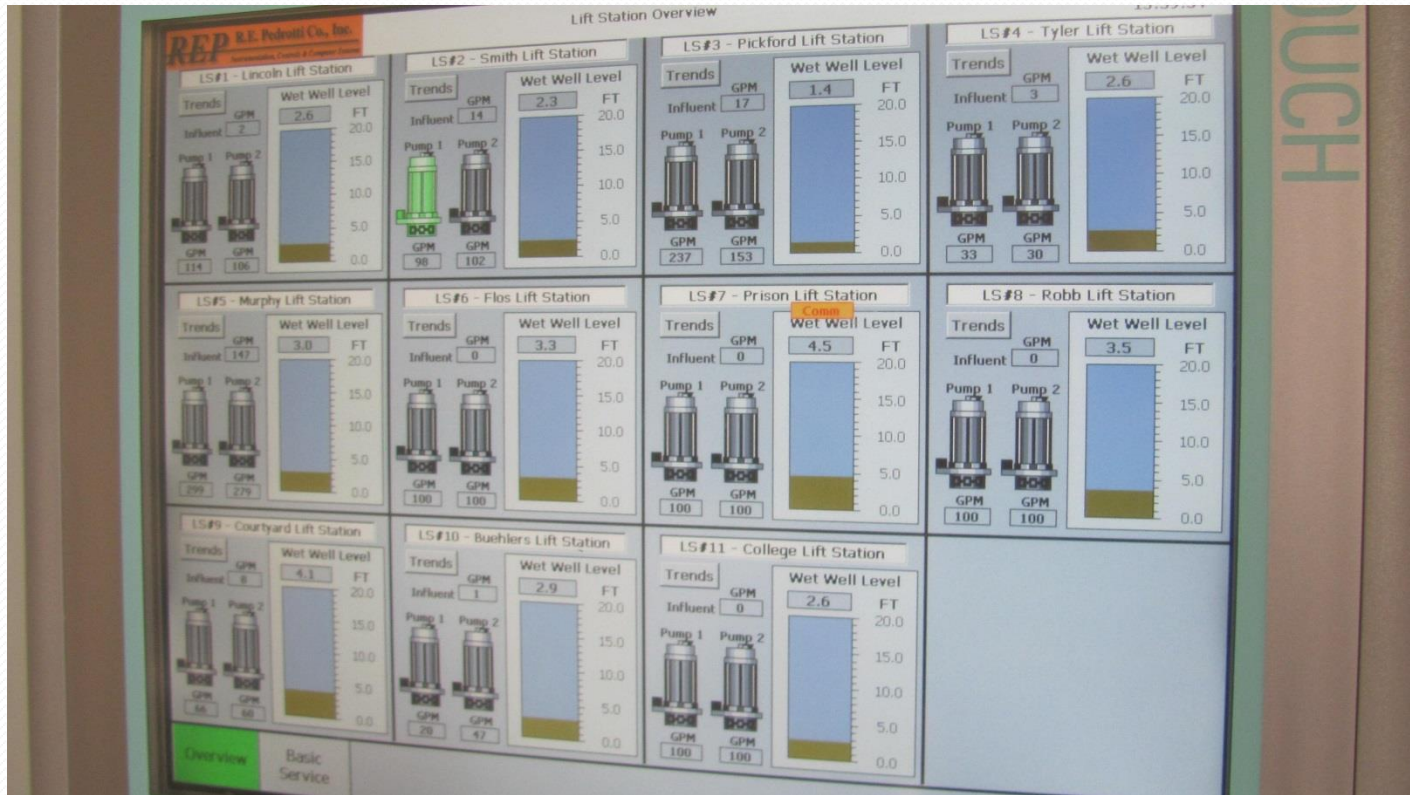 Lift Station Overview
REP R.E. Pedrotti Co., Inc.
LS#1 - Lincoln Lift Station
Trends
Wet Well Level
GPM
2.6 FT
Influent 2
20.0
Pump 1 Pump 2
15.0
10.0
5.0
0.0
GPM GPM
114 106
LS#2 - Smith Lift Station
Trends
Wet Well Level
GPM
2.3 FT
Influent 14
20.0
Pump 1 Pump 2
15.0
10.0
5.0
0.0
GPM GPM
98 102
LS#3 - Pickford Lift Station
Trends
Wet Well Level
GPM
1.4 FT
Influent 17
20.0
Pump 1 Pump 2
15.0
10.0
5.0
0.0
GPM GPM
237 153
LS#4 - Tyler Lift Station
Trends
Wet Well Level
GPM
2.6 FT
Influent 3
20.0
Pump 1 Pump 2
15.0
10.0
5.0
0.0
GPM GPM
33 30
LS#5 - Murphy Lift Station
Trends
Wet Well Level
GPM
3.0 FT
Influent 147
20.0
Pump 1 Pump 2
15.0
10.0
5.0
0.0
GPM GPM
299 279
LS#6 - Flos Lift Station
Trends
Wet Well Level
GPM
3.3 FT
Influent 0
20.0
Pump 1 Pump 2
15.0
10.0
5.0
0.0
GPM GPM
100 100
LS#7 - Prison Lift Station
Comm
Trends
Wet Well Level
GPM
4.5 FT
Influent 0
20.0
Pump 1 Pump 2
15.0
10.0
5.0
0.0
GPM GPM
100 100
LS#8 - Robb Lift Station
Trends
Wet Well Level
GPM
3.5 FT
Influent 0
20.0
Pump 1 Pump 2
15.0
10.0
5.0
0.0
GPM GPM
100 100
LS#9 - Courtyard Lift Station
Trends
Wet Well Level
GPM
4.1 FT
Influent
20.0
Pump 1 Pump 2
15.0
10.0
5.0
0.0
GPM GPM
66 60
LS#10 - Buehlers Lift Station
Trends
Wet Well Level
GPM
2.9 FT
Influent 1
20.0
Pump 1 Pump 2
15.0
10.0
5.0
0.0
GPM GPM
20 47
LS#11 - College Lift Station
Trends
Wet Well Level
GPM
2.6 FT
Influent 0
20.0
Pump 1 Pump 2
15.0
10.0
5.0
0.0
GPM GPM
100 100
Overview
Basic
Service
OUCH